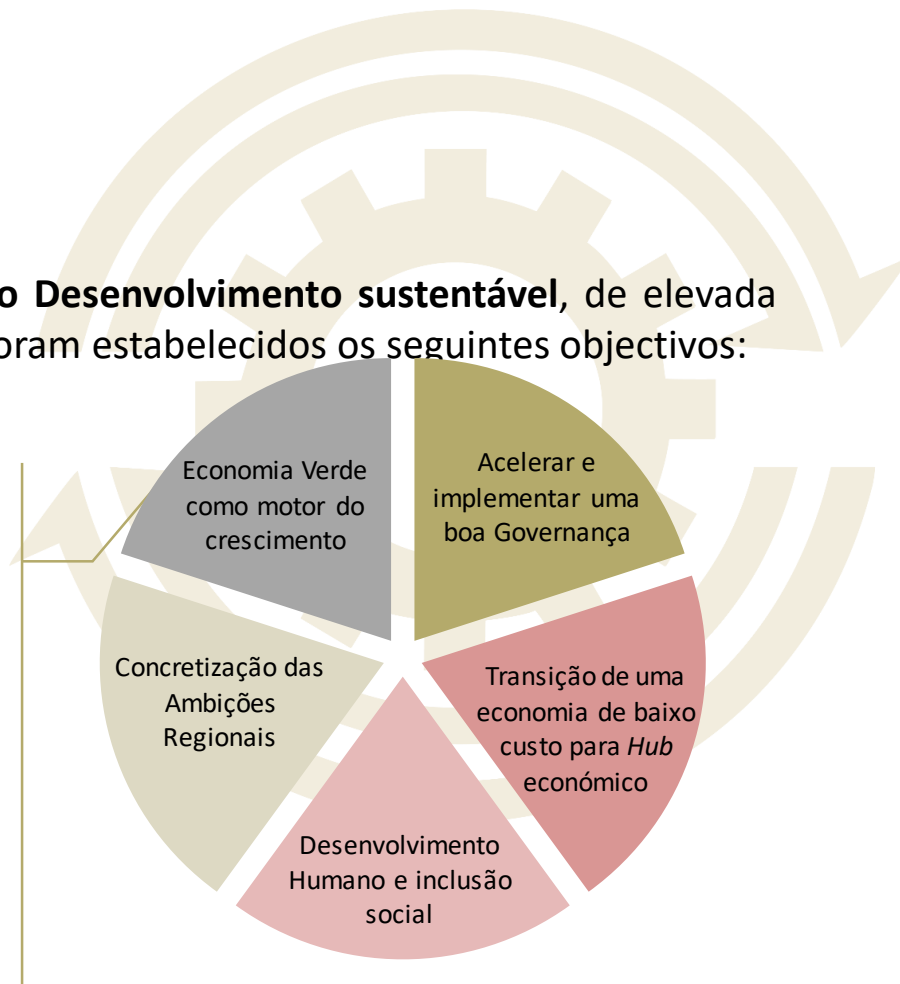 o Desenvolvimento sustentável, de elevada
oram estabelecidos os seguintes objectivos:
Economia Verde
como motor do
crescimento
Acelerar e
implementar uma
boa Governança
Transição de uma
economia de baixo
custo para Hub
económico
Desenvolvimento
Humano e inclusão
social
Concretização das
Ambições
Regionais